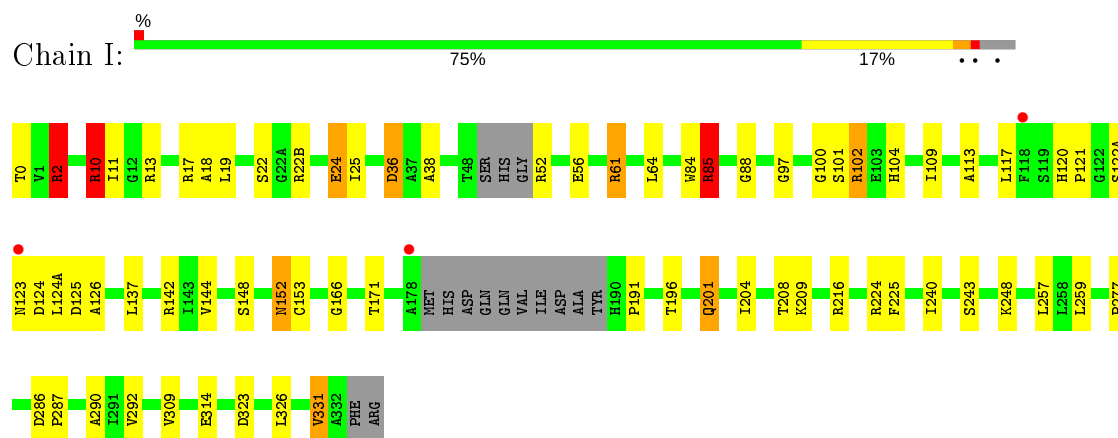 %
Chain I:
75% 17% • • •
T0 V1 R2 R10 I11 G12 R13 R17 A18 L19 S22 G22A R22B E24 I25 D36 A37 A38 T48 SER HIS GLY R52 E56 R61 L64 W84 R85 G88 G97 G100 S101 R102 E103 H104 I109 A113 L117 F118 S119 H120 P121 G122
N123 D124 L124A D125 A126 L137 R142 I143 V144 S148 N152 C153 G166 T171 A178 MET HIS ASP GLN GLN VAL ILE ASP ALA TYR H190 P191 T196 Q201 I204 T208 K209 R216 R224 F225 I240 S243 K248 L257 L258 L259
D286 P287 A290 I291 V292 V309 E314 D323 L326 V331 A332 PHE ARG